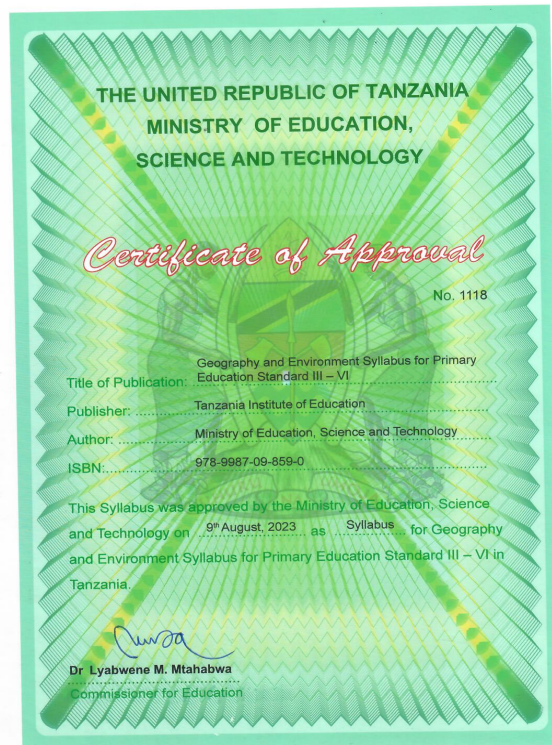 THE UNITED REPUBLIC OF TANZANIA
MINISTRY OF EDUCATION,
SCIENCE AND TECHNOLOGY
Certificate of Approval
No. 1118
Title of Publication: Geography and Environment Syllabus for Primary
Education Standard III – VI
Publisher: Tanzania Institute of Education
Author: Ministry of Education, Science and Technology
ISBN: 978-9987-09-859-0
This Syllabus was approved by the Ministry of Education, Science
and Technology on 9th August, 2023 as Syllabus for Geography
and Environment Syllabus for Primary Education Standard III – VI in
Tanzania.
Dr Lyabwene M. Mtahabwa
Commissioner for Education